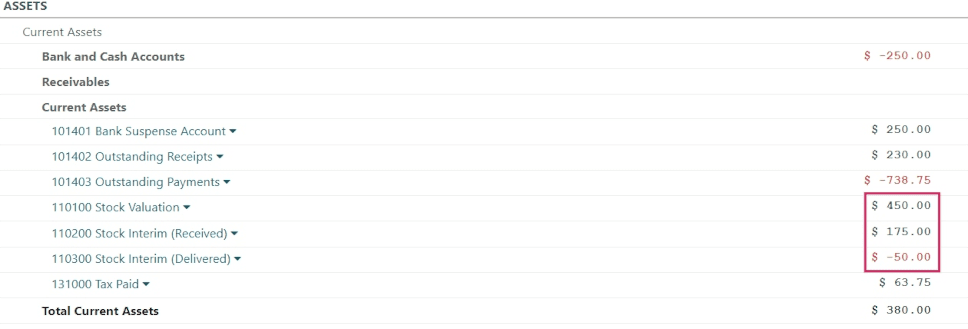 ASSETS
Current Assets
Bank and Cash Accounts $ -250.00
Receivables
Current Assets
101401 Bank Suspense Account $ 250.00
101402 Outstanding Receipts $ 230.00
101403 Outstanding Payments $ -738.75
110100 Stock Valuation $ 450.00
110200 Stock Interim (Received) $ 175.00
110300 Stock Interim (Delivered) $ -50.00
131000 Tax Paid $ 63.75
Total Current Assets $ 380.00